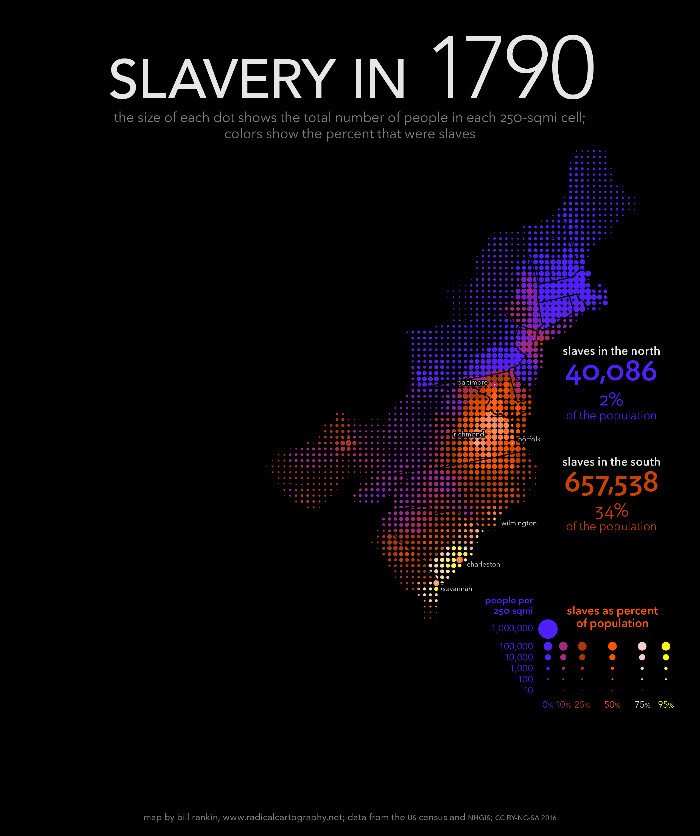 SLAVERY IN 1790
the size of each dot shows the total number of people in each 250-sqmi cell;
colors show the percent that were slaves
slaves in the north
40,086
2%
of the population
baltimore
richmond
norfolk
slaves in the south
657,538
34%
of the population
wilmington
charleston
savannah
people per
250 sqmi
slaves as percent
of population
1,000,000
100,000
10,000
1,000
100
10
0% 10% 25% 50% 75% 95%
map by bill rankin, www.radicalcartography.net; data from the US census and NHGIS; CC BY-NC-SA 2016